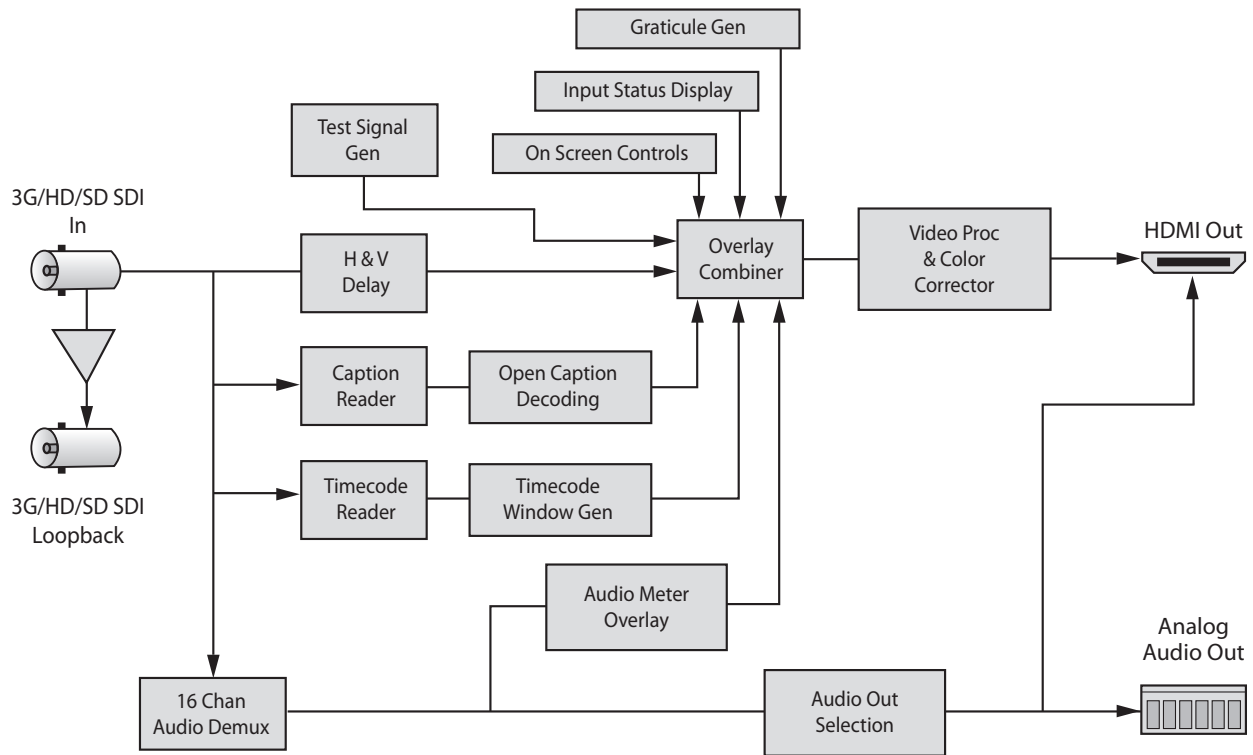 Graticule Gen
Input Status Display
Test Signal
Gen
On Screen Controls
3G/HD/SD SDI
In
H & V
Delay
Overlay
Combiner
Video Proc
& Color
Corrector
HDMI Out
Caption
Reader
Open Caption
Decoding
Timecode
Reader
Timecode
Window Gen
3G/HD/SD SDI
Loopback
Audio Meter
Overlay
Analog
Audio Out
16 Chan
Audio Demux
Audio Out
Selection